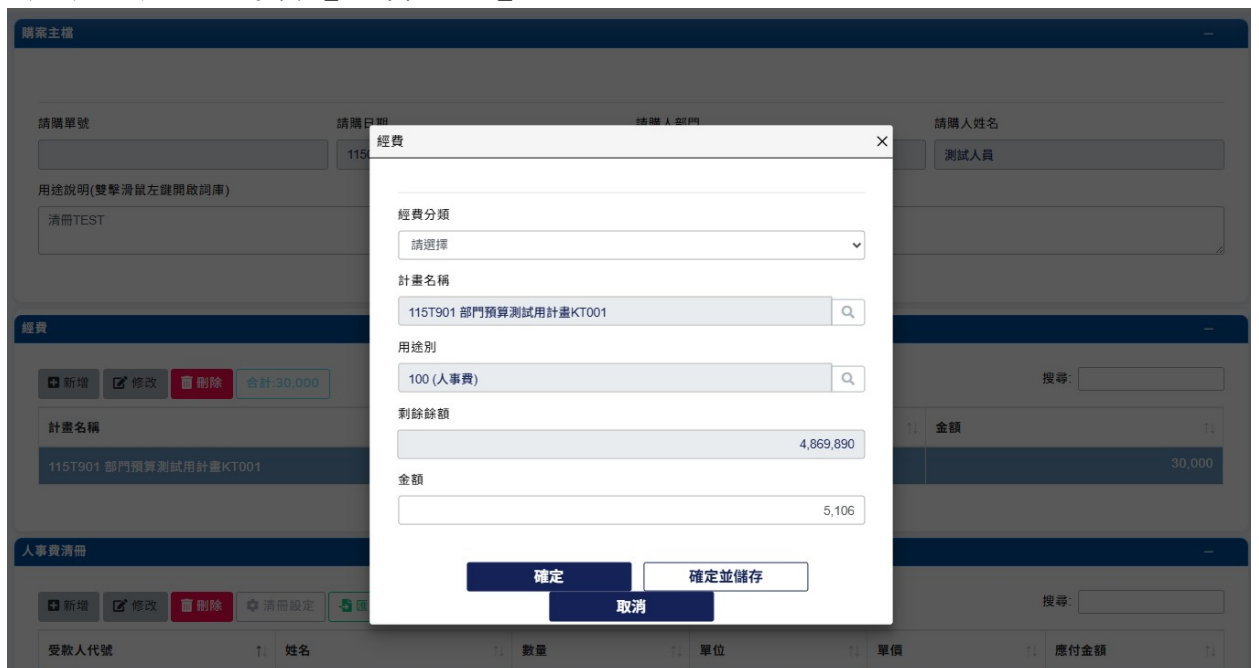 購案主檔
請購單號 請購日期 請購人部門 請購人姓名
測試人員
用途說明(雙擊滑鼠左鍵開啟詞庫)
清冊TEST
經費
新增 修改 刪除 合計:30,000 搜尋:
計畫名稱 金額
115T901 部門預算測試用計畫KT001 30,000
人事費清冊
新增 修改 刪除 清冊設定 匯 搜尋:
受款人代號 姓名 數量 單位 單價 應付金額
經費
經費分類
請選擇
計畫名稱
115T901 部門預算測試用計畫KT001
用途別
100 (人事費)
剩餘餘額
4,869,890
金額
5,106
確定 確定並儲存
取消